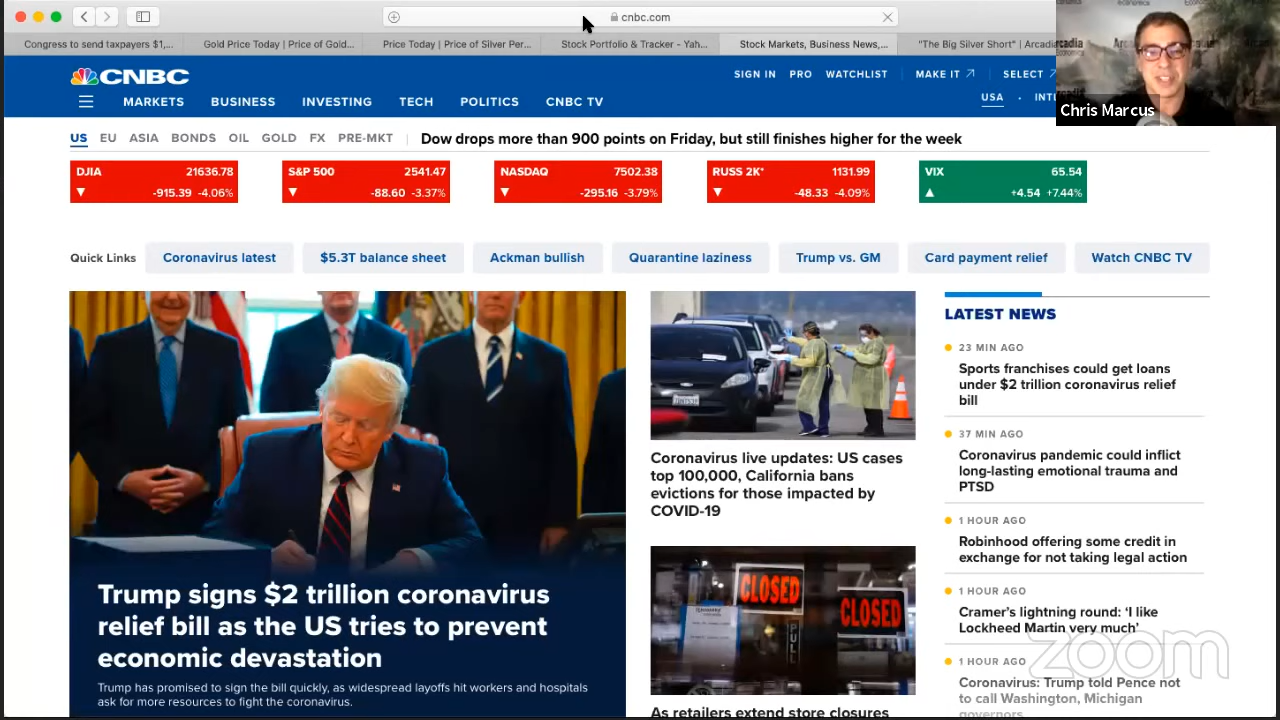 cnbc.com
Congress to send taxpayers $1,...
Gold Price Today | Price of Gold...
Price Today | Price of Silver Per...
Stock Portfolio & Tracker - Yah...
Stock Markets, Business News,...
"The Big Silver Short" | Arcadia
Chris Marcus
CNBC
SIGN IN PRO WATCHLIST MAKE IT SELECT
USA · INT
MARKETS BUSINESS INVESTING TECH POLITICS CNBC TV
US EU ASIA BONDS OIL GOLD FX PRE-MKT
Dow drops more than 900 points on Friday, but still finishes higher for the week
DJIA 21636.78
-915.39 -4.06%
S&P 500 2541.47
-88.60 -3.37%
NASDAQ 7502.38
-295.16 -3.79%
RUSS 2K* 1131.99
-48.33 -4.09%
VIX 65.54
+4.54 +7.44%
Quick Links Coronavirus latest $5.3T balance sheet Ackman bullish Quarantine laziness Trump vs. GM Card payment relief Watch CNBC TV
Trump signs $2 trillion coronavirus
relief bill as the US tries to prevent
economic devastation
Trump has promised to sign the bill quickly, as widespread layoffs hit workers and hospitals
ask for more resources to fight the coronavirus.
Coronavirus live updates: US cases
top 100,000, California bans
evictions for those impacted by
COVID-19
CLOSED
CLOSED
PULL
As retailers extend store closures
LATEST NEWS
23 MIN AGO
Sports franchises could get loans
under $2 trillion coronavirus relief
bill
37 MIN AGO
Coronavirus pandemic could inflict
long-lasting emotional trauma and
PTSD
1 HOUR AGO
Robinhood offering some credit in
exchange for not taking legal action
1 HOUR AGO
Cramer's lightning round: 'I like
Lockheed Martin very much'
1 HOUR AGO
Coronavirus: Trump told Pence not
to call Washington, Michigan
governors
zoom